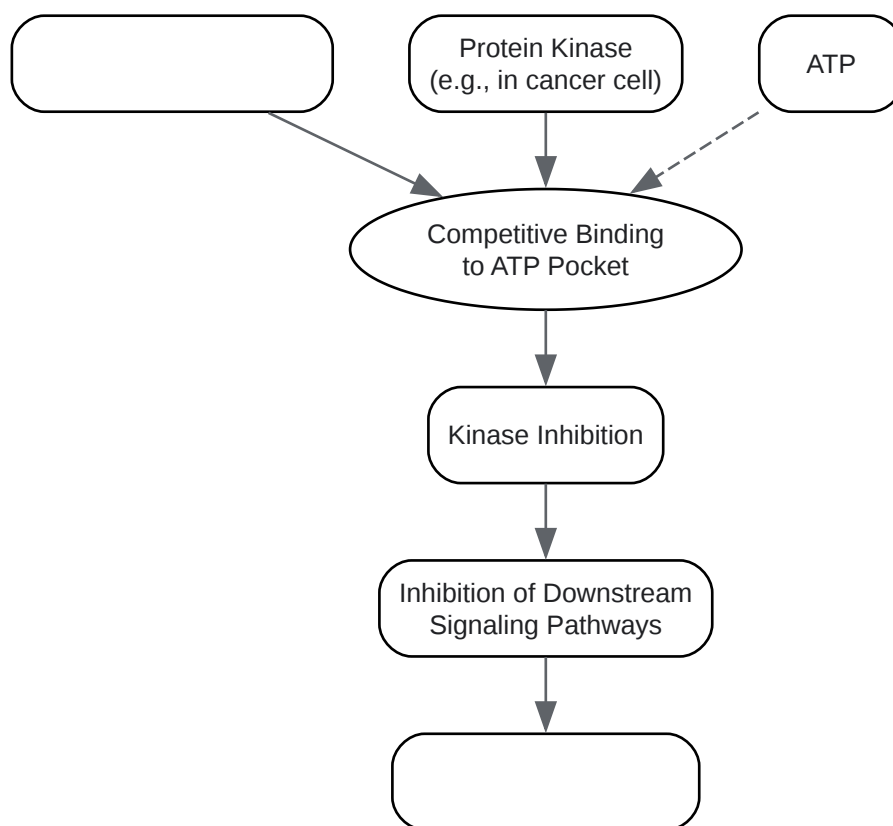 Protein Kinase
(e.g., in cancer cell)
ATP
Competitive Binding
to ATP Pocket
Kinase Inhibition
Inhibition of Downstream
Signaling Pathways